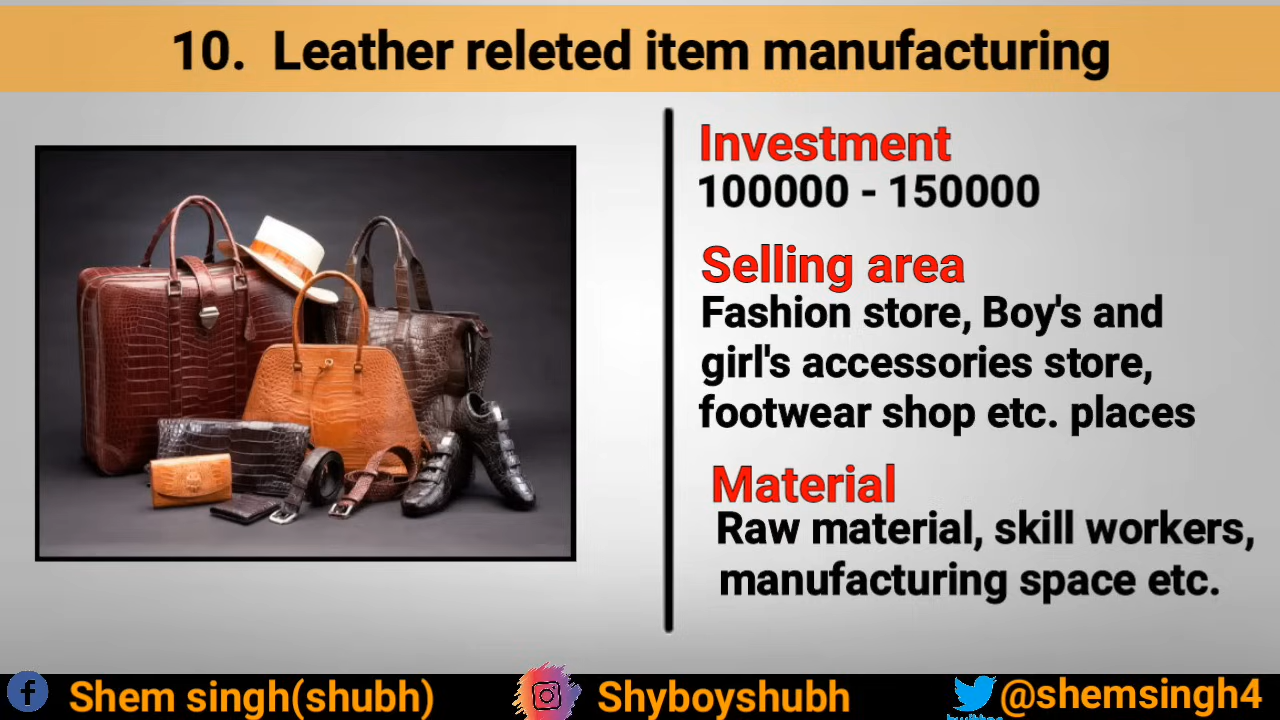 10. Leather releted item manufacturing
Investment
100000 - 150000
Selling area
Fashion store, Boy's and
girl's accessories store,
footwear shop etc. places
Material
Raw material, skill workers,
manufacturing space etc.
Shem singh(shubh)
Shyboyshubh
@shemsingh4